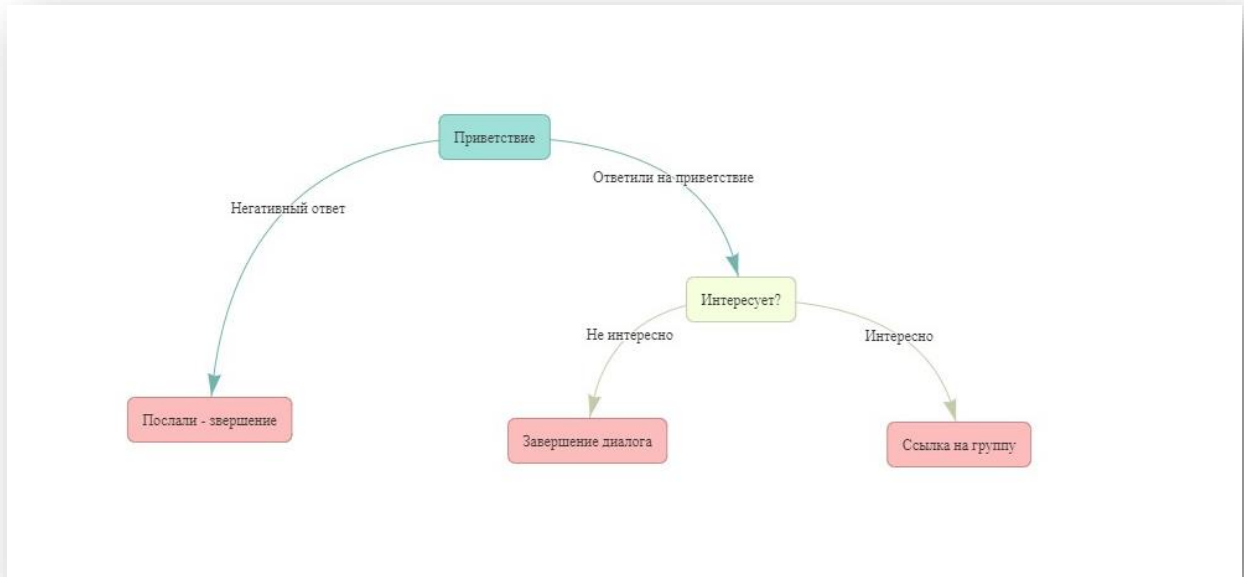 Приветствие
Ответили на приветствие
Негативный ответ
Интересует?
Не интересно
Интересно
Послали - звершение
Завершение диалога
Ссылка на группу